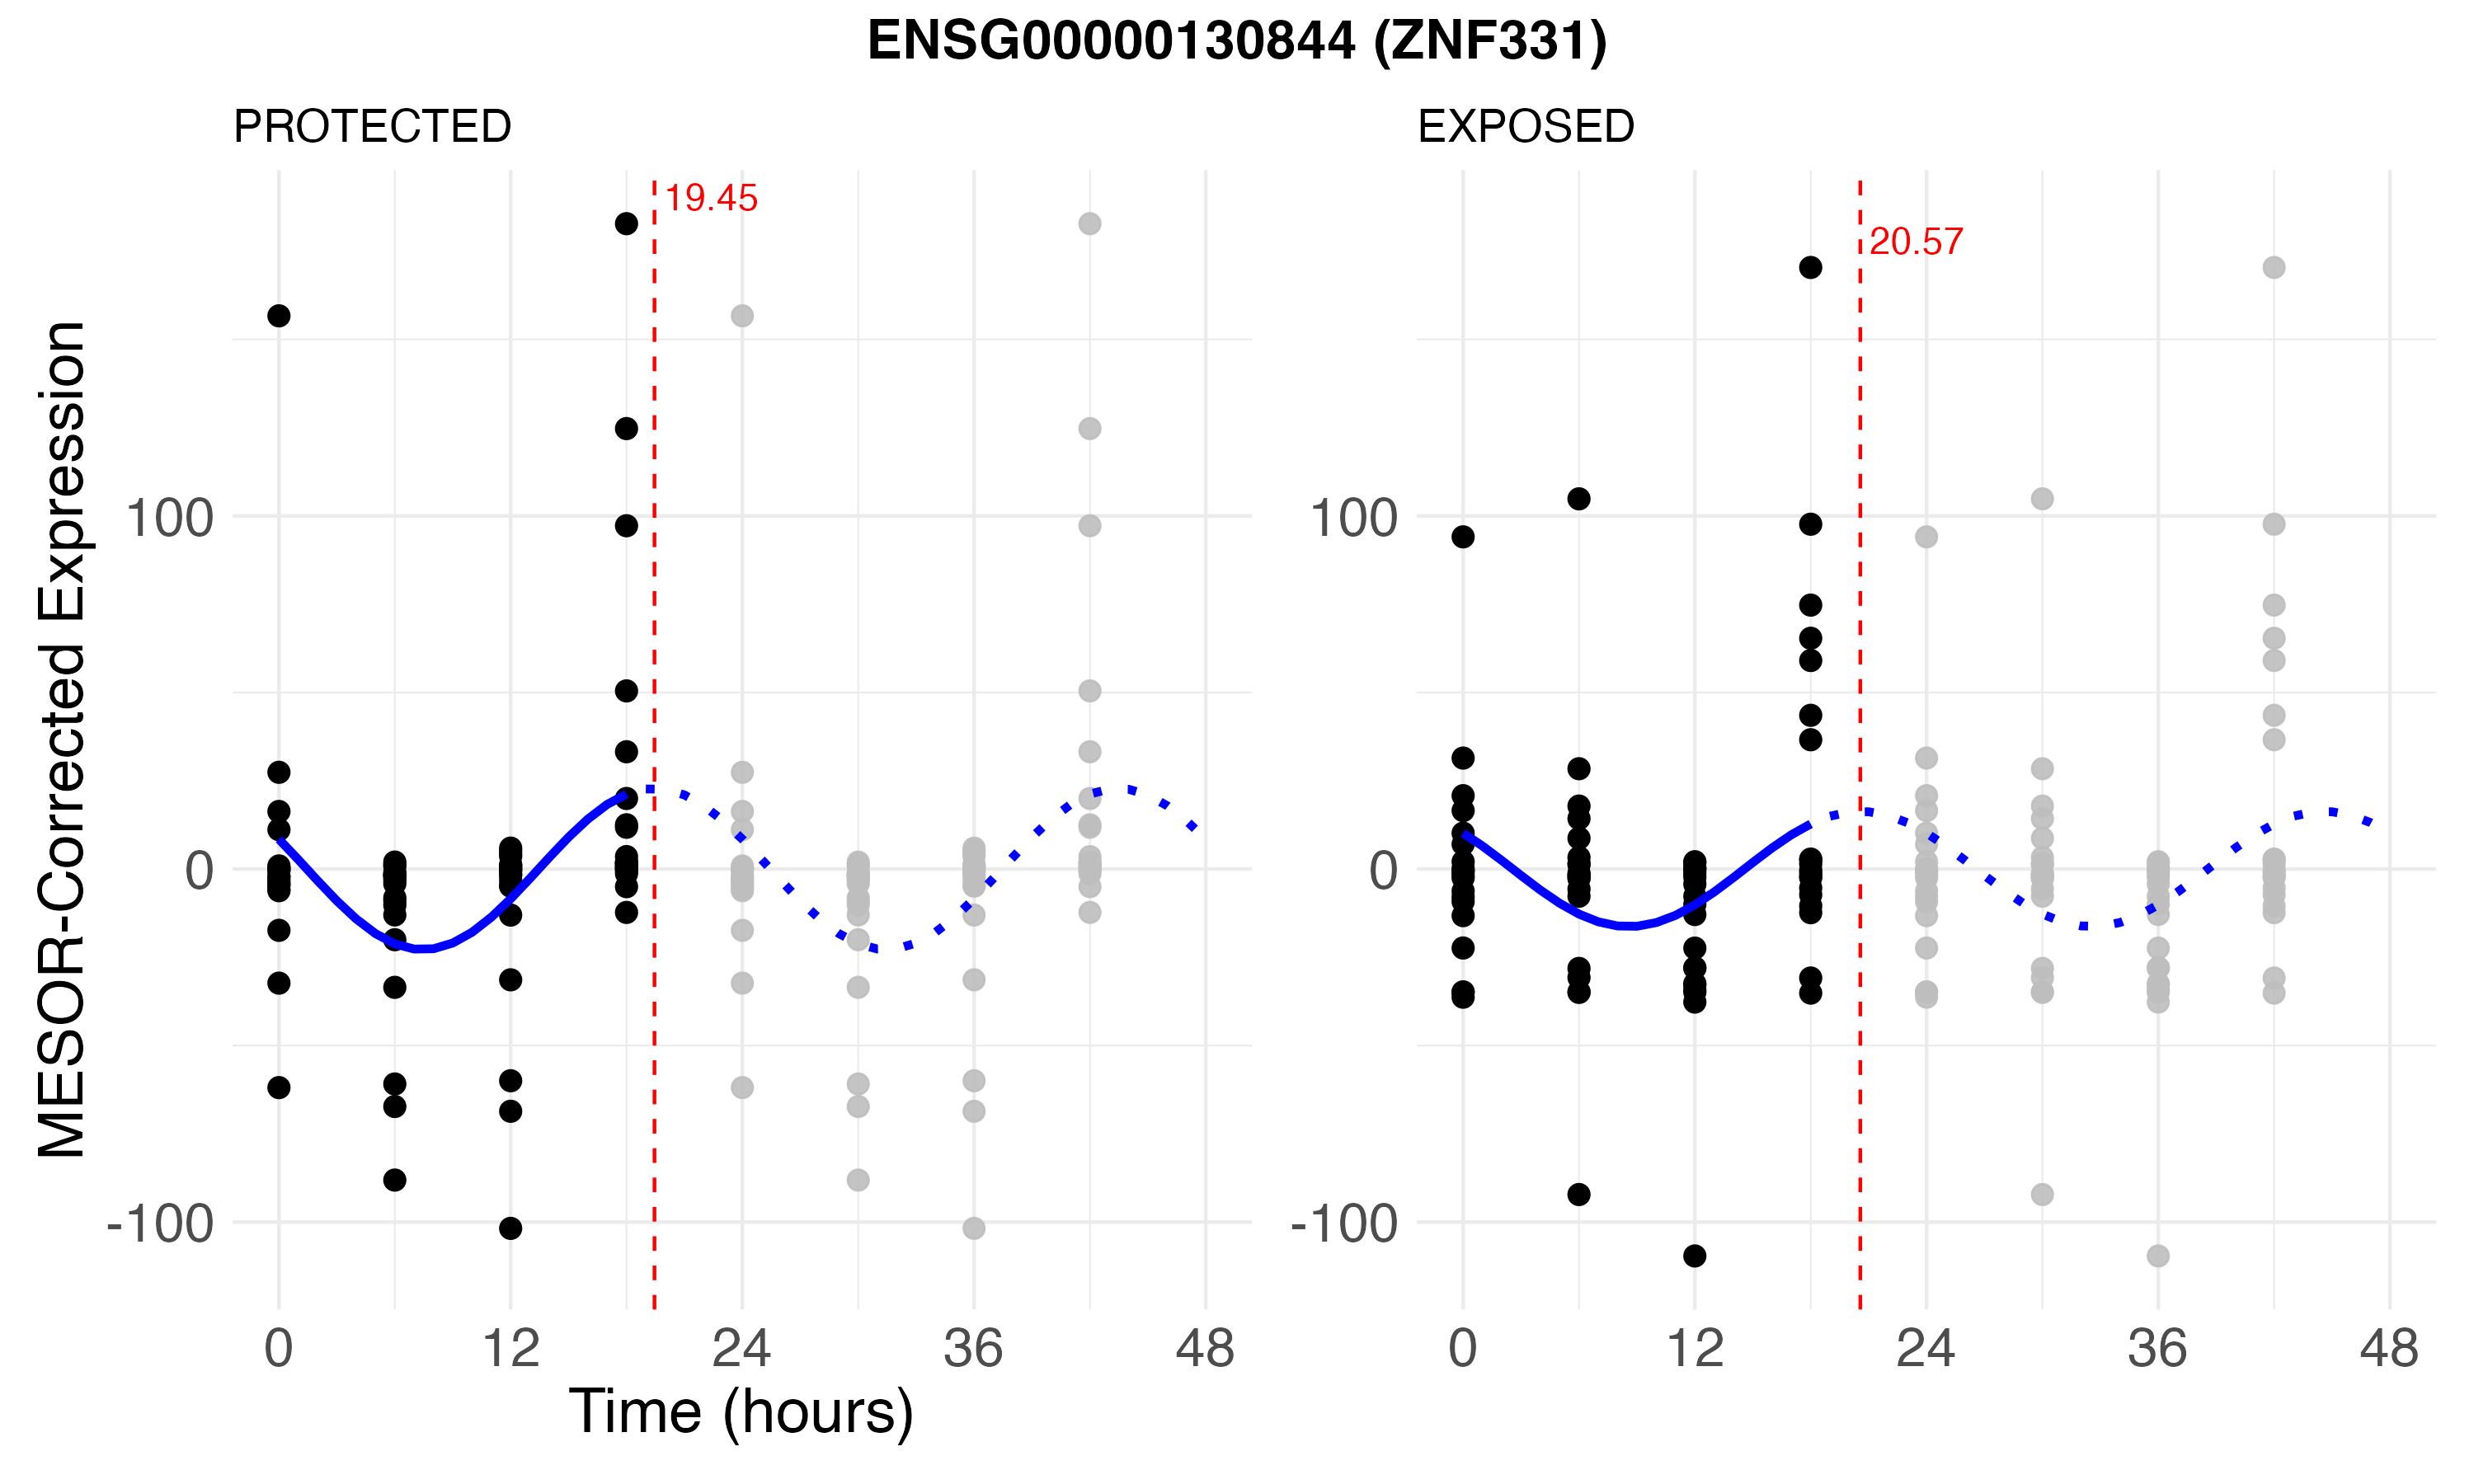 ENSG00000130844 (ZNF331)
PROTECTED
EXPOSED
19.45
20.57
MESOR-Corrected Expression
100
0
-100
100
0
-100
0 12 24 36 48
0 12 24 36 48
Time (hours)